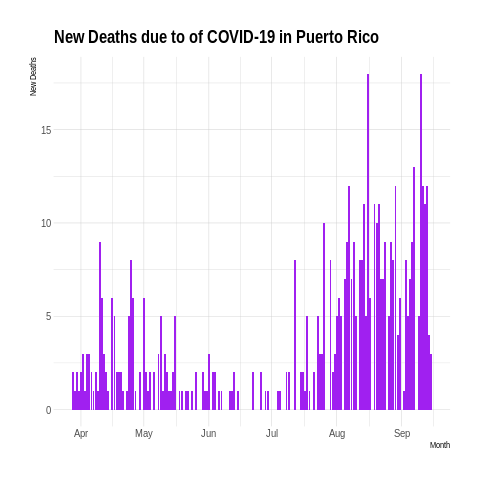 New Deaths due to of COVID-19 in Puerto Rico
New Deaths
15
10
5
0
Apr May Jun Jul Aug Sep
Month